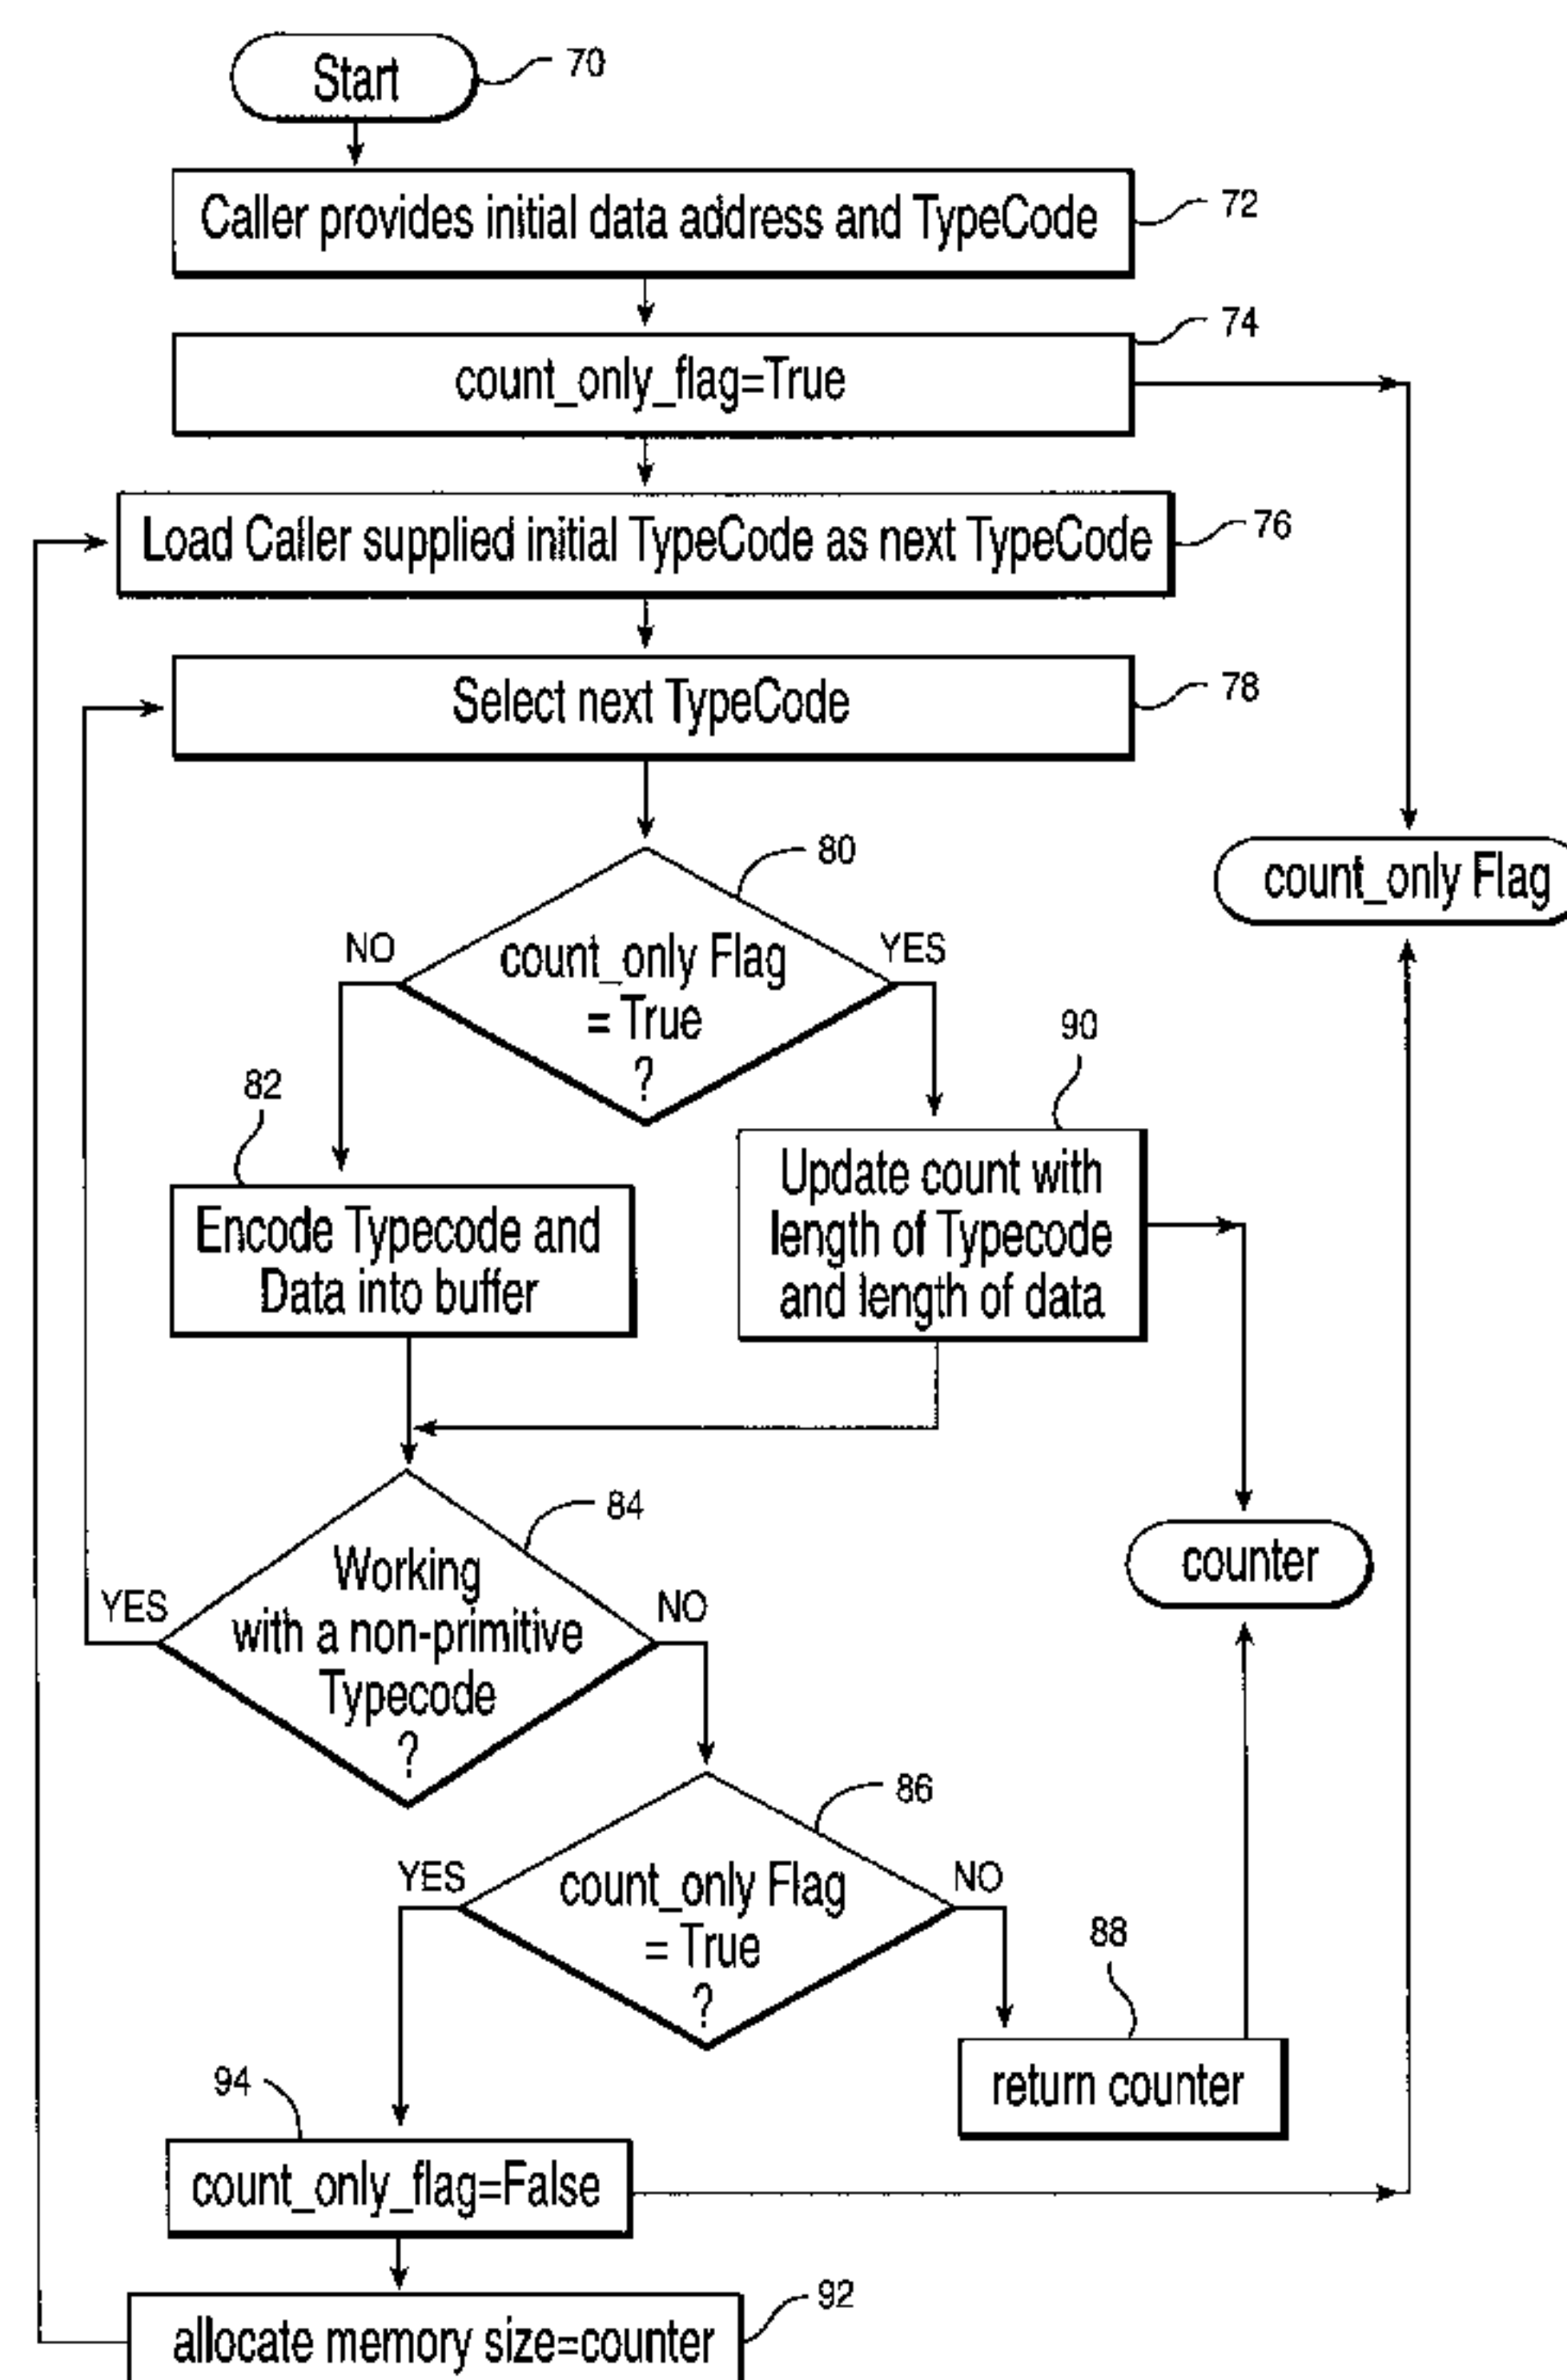 Start
70
Caller provides initial data address and TypeCode
72
74
count_only_flag=True
Load Caller supplied initial TypeCode as next TypeCode
76
Select next TypeCode
78
80
count_only Flag
NO
YES
count_only Flag
= True
?
90
82
Update count with
length of Typecode
and length of data
Encode Typecode and
Data into buffer
84
counter
Working
with a non-primitive
Typecode
?
YES
NO
86
YES
NO
count_only Flag
= True
?
88
return counter
94
count_only_flag=False
92
allocate memory size=counter